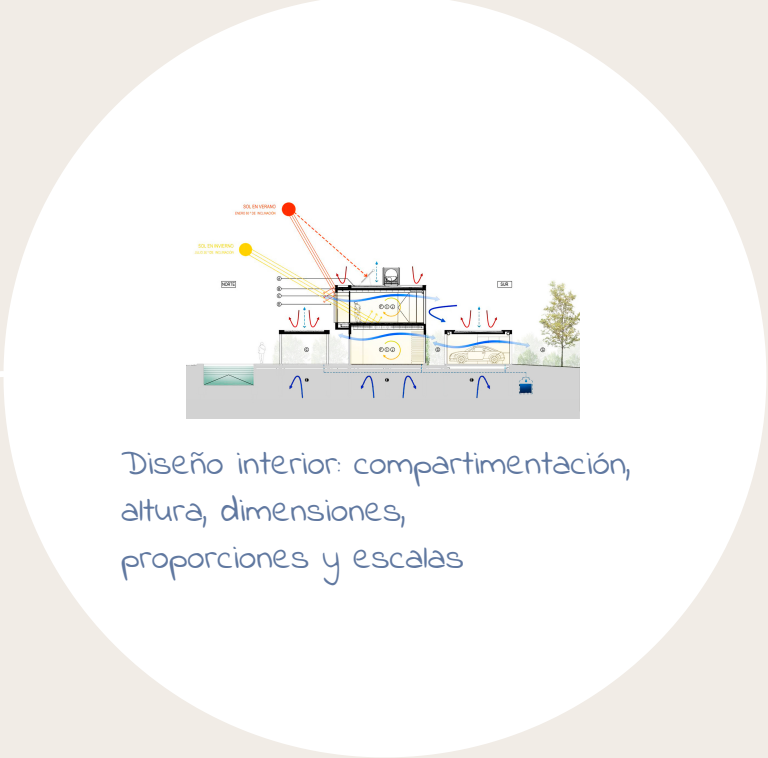 SOL EN VERANO
SOL EN INVIERNO
NORTE
SUR
Diseño interior: compartimentación,
altura, dimensiones,
proporciones y escalas